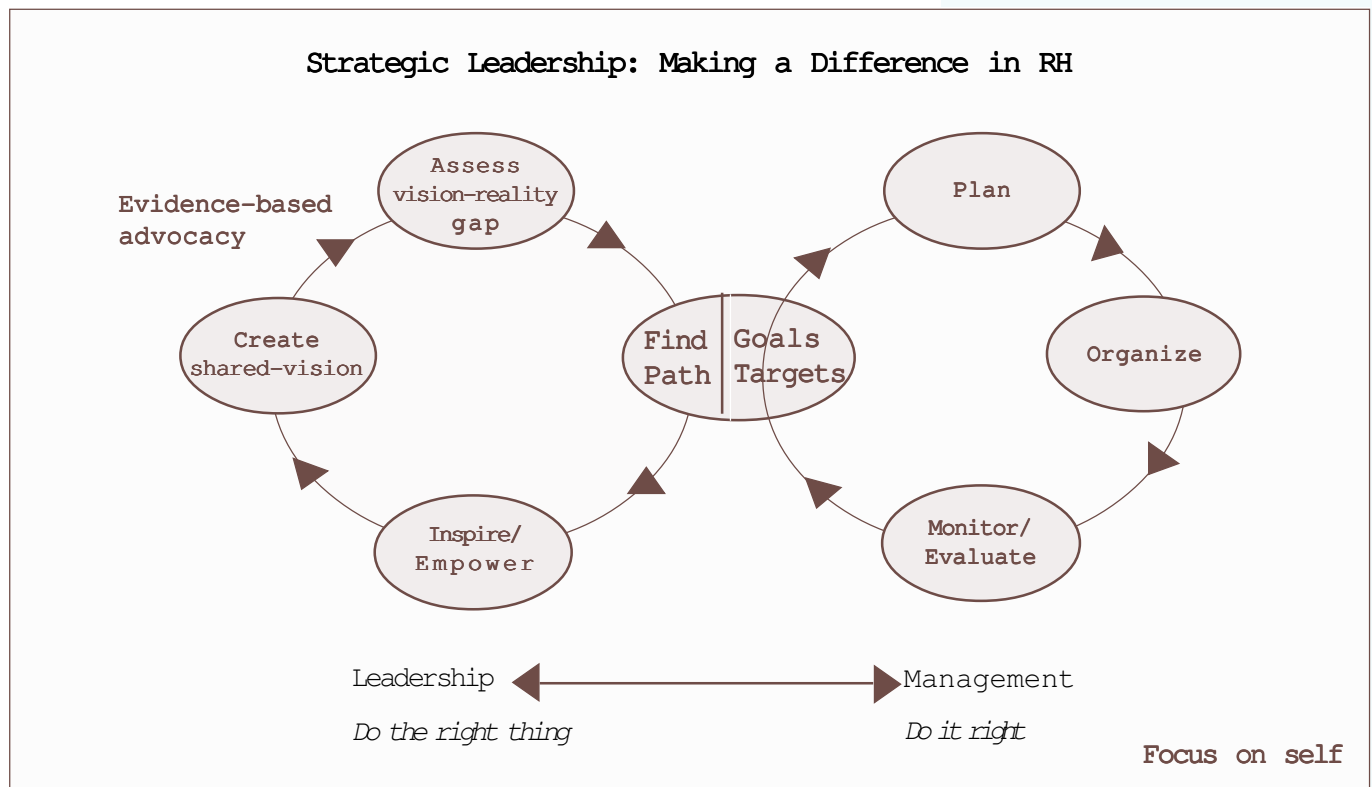 Strategic Leadership: Making a Difference in RH
Assess
vision-reality
gap
Evidence-based
advocacy
Plan
Create
shared-vision
Find
Path
Goals
Targets
Organize
Inspire/
Empower
Monitor/
Evaluate
Leadership
Management
Do the right thing
Do it right
Focus on self